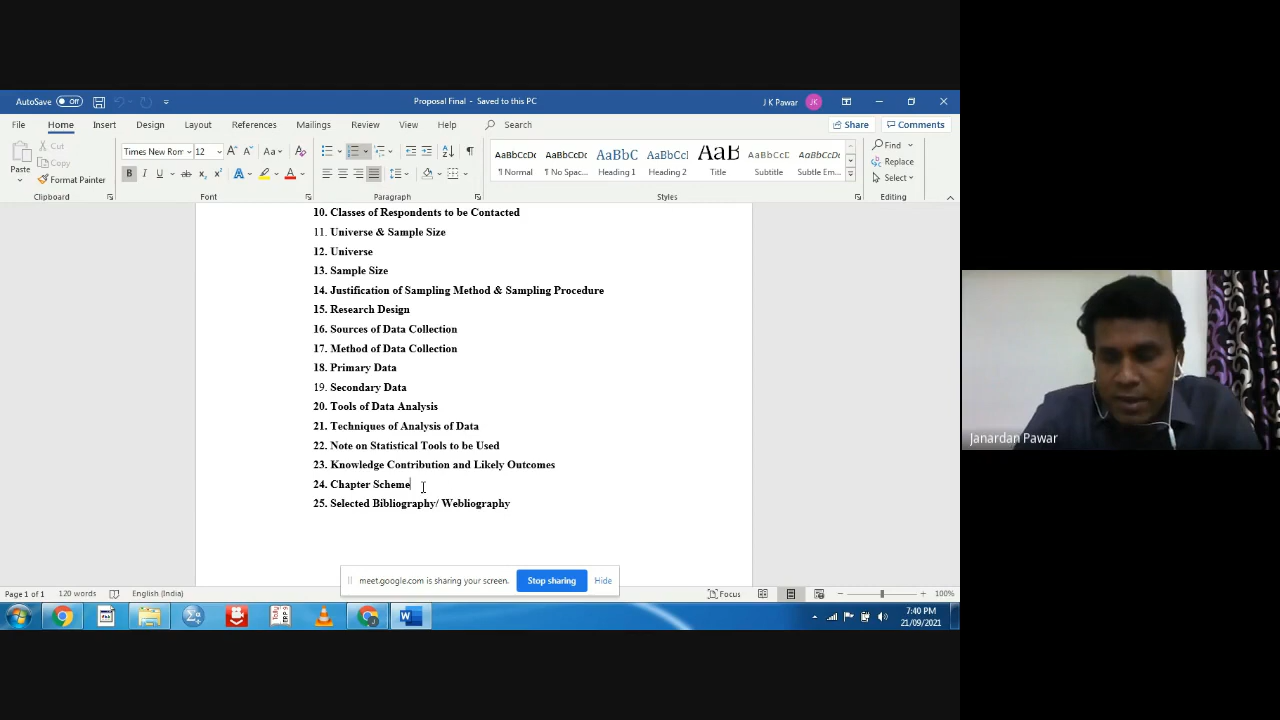 AutoSave Off
Proposal Final - Saved to this PC
J K Pawar JK
File Home Insert Design Layout References Mailings Review View Help Search
Share Comments
Paste
Cut
Copy
Format Painter
Clipboard
Times New Rom 12
Font
Paragraph
AaBbCcDc AaBbCcDc AaBbC AaBbCcI AaB AaBbCcD AaBbCcDc
¶ Normal ¶ No Spac... Heading 1 Heading 2 Title Subtitle Subtle Em...
Styles
Find
Replace
Select
Editing
10. Classes of Respondents to be Contacted
11. Universe & Sample Size
12. Universe
13. Sample Size
14. Justification of Sampling Method & Sampling Procedure
15. Research Design
16. Sources of Data Collection
17. Method of Data Collection
18. Primary Data
19. Secondary Data
20. Tools of Data Analysis
21. Techniques of Analysis of Data
22. Note on Statistical Tools to be Used
23. Knowledge Contribution and Likely Outcomes
24. Chapter Scheme
25. Selected Bibliography/ Webliography
meet.google.com is sharing your screen. Stop sharing Hide
Page 1 of 1 120 words English (India)
Focus 100%
7:40 PM
21/09/2021
Janardan Pawar